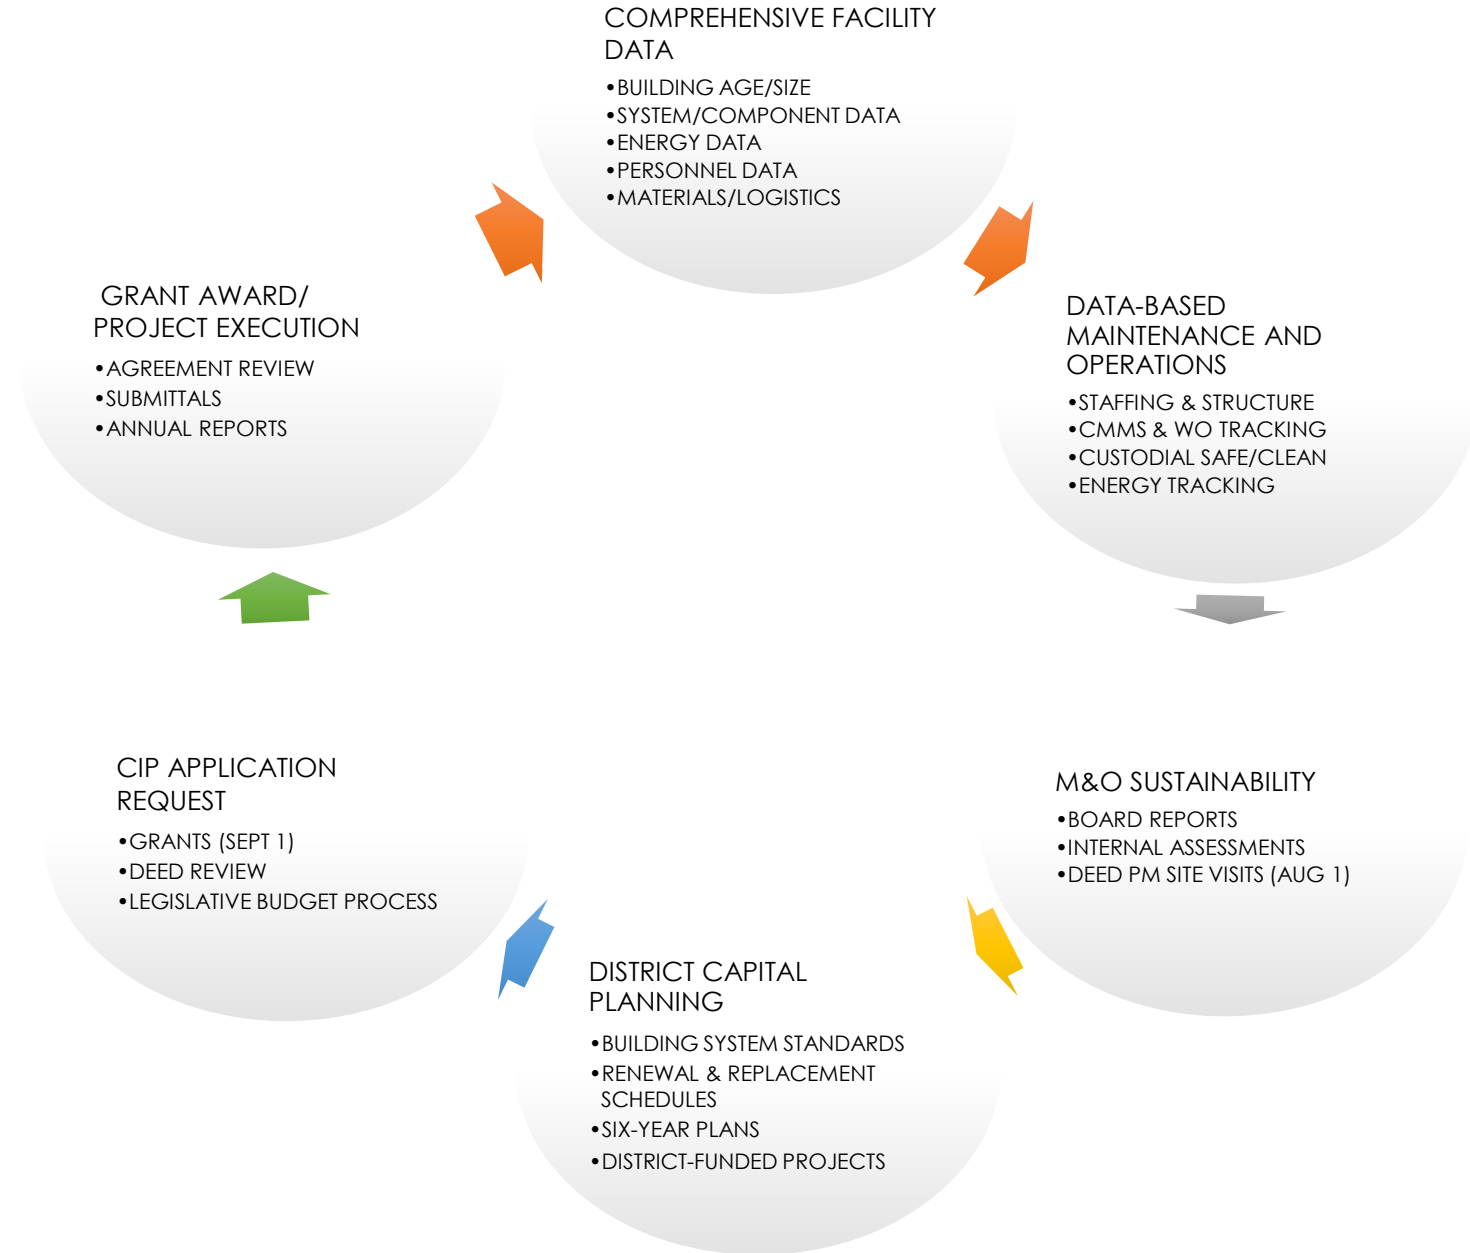 COMPREHENSIVE FACILITY
DATA
•BUILDING AGE/SIZE
•SYSTEM/COMPONENT DATA
•ENERGY DATA
•PERSONNEL DATA
•MATERIALS/LOGISTICS
DATA-BASED
MAINTENANCE AND
OPERATIONS
•STAFFING & STRUCTURE
•CMMS & WO TRACKING
•CUSTODIAL SAFE/CLEAN
•ENERGY TRACKING
M&O SUSTAINABILITY
•BOARD REPORTS
•INTERNAL ASSESSMENTS
•DEED PM SITE VISITS (AUG 1)
DISTRICT CAPITAL
PLANNING
•BUILDING SYSTEM STANDARDS
•RENEWAL & REPLACEMENT
SCHEDULES
•SIX-YEAR PLANS
•DISTRICT-FUNDED PROJECTS
CIP APPLICATION
REQUEST
•GRANTS (SEPT 1)
•DEED REVIEW
•LEGISLATIVE BUDGET PROCESS
GRANT AWARD/
PROJECT EXECUTION
•AGREEMENT REVIEW
•SUBMITTALS
•ANNUAL REPORTS